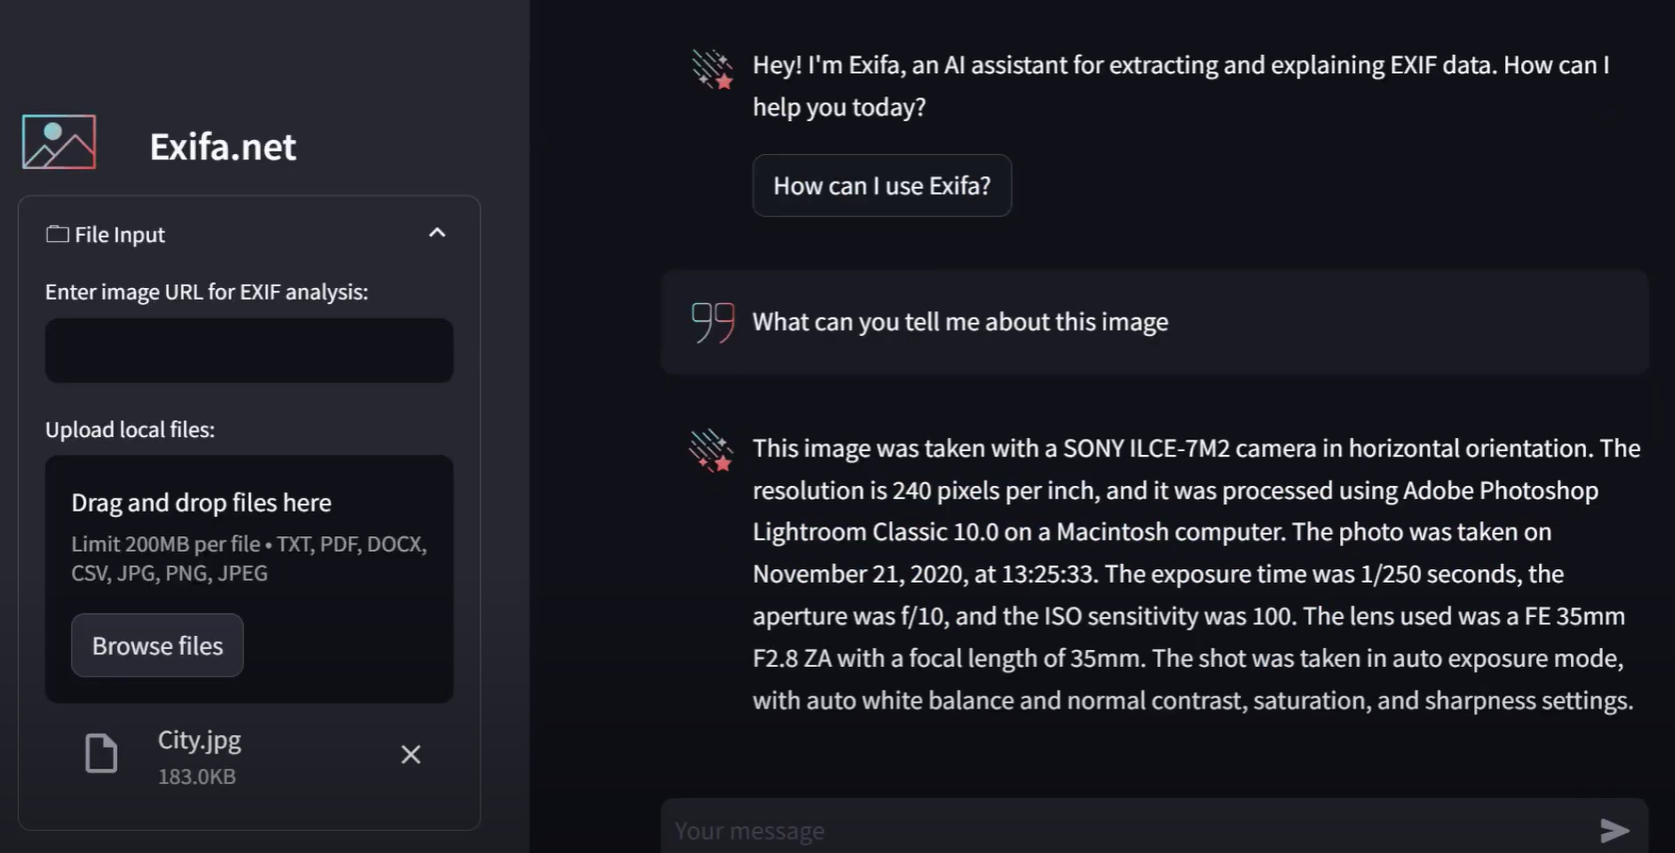 Exifa.net
File Input
Enter image URL for EXIF analysis:
Upload local files:
Drag and drop files here
Limit 200MB per file • TXT, PDF, DOCX,
CSV, JPG, PNG, JPEG
Browse files
City.jpg
183.0KB
Hey! I'm Exifa, an AI assistant for extracting and explaining EXIF data. How can I
help you today?
How can I use Exifa?
What can you tell me about this image
This image was taken with a SONY ILCE-7M2 camera in horizontal orientation. The
resolution is 240 pixels per inch, and it was processed using Adobe Photoshop
Lightroom Classic 10.0 on a Macintosh computer. The photo was taken on
November 21, 2020, at 13:25:33. The exposure time was 1/250 seconds, the
aperture was f/10, and the ISO sensitivity was 100. The lens used was a FE 35mm
F2.8 ZA with a focal length of 35mm. The shot was taken in auto exposure mode,
with auto white balance and normal contrast, saturation, and sharpness settings.
Your message